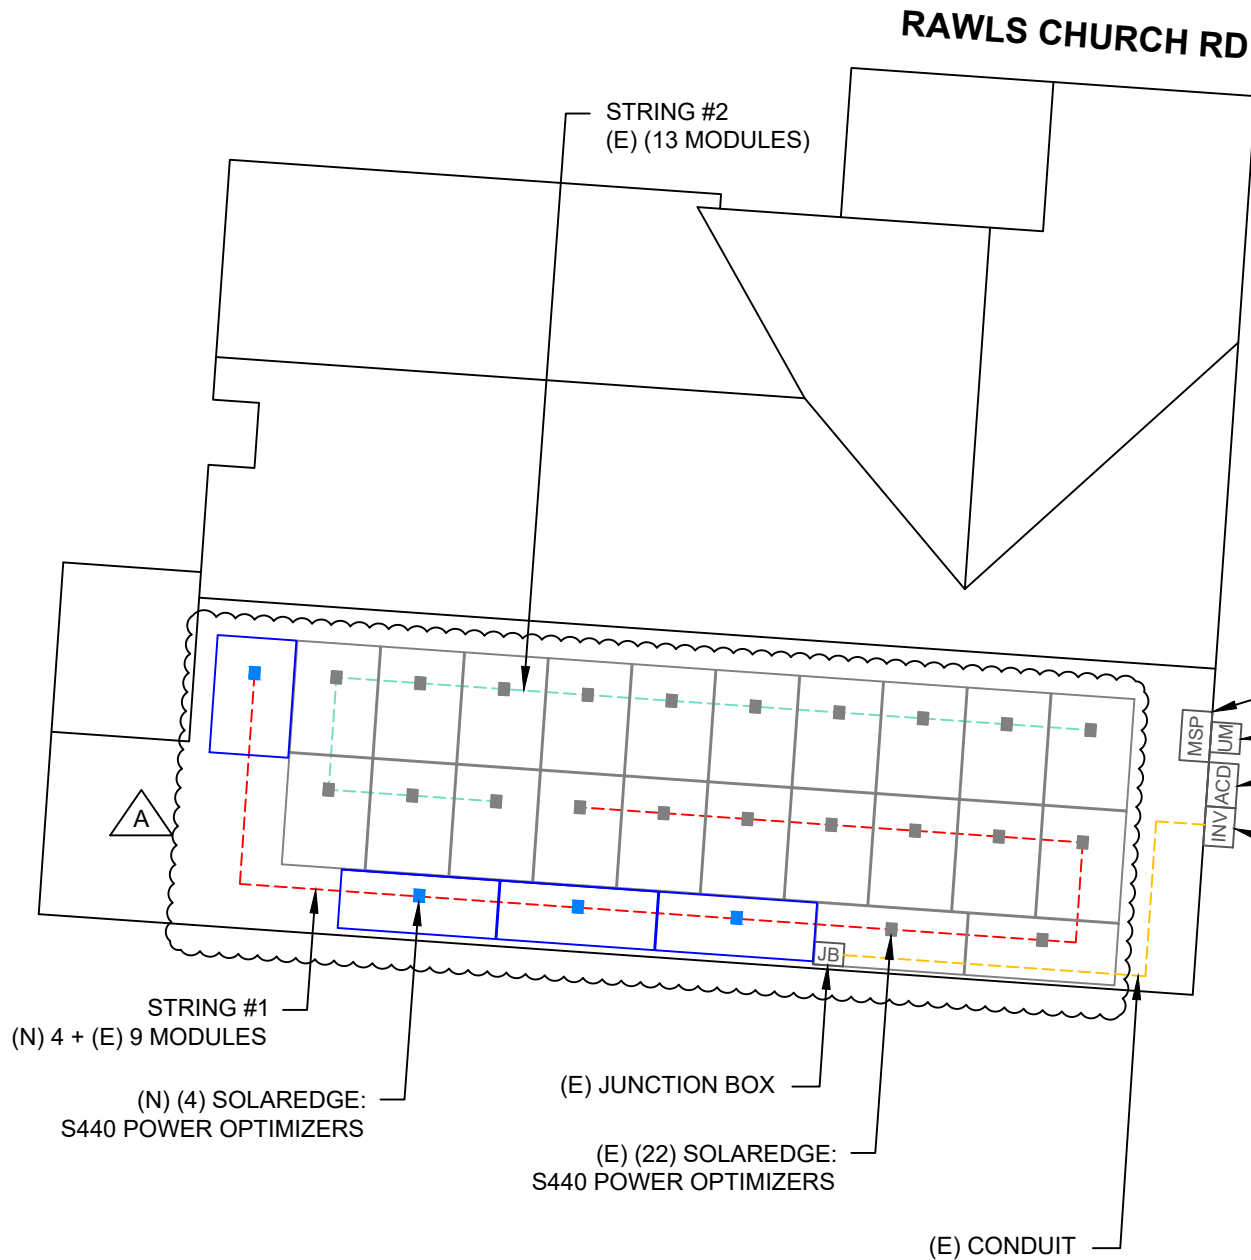 RAWLS CHURCH RD
STRING #2
(E) (13 MODULES)
MSP
UM
ACD
INV
A
JB
STRING #1
(N) 4 + (E) 9 MODULES
(N) (4) SOLAREDGE:
S440 POWER OPTIMIZERS
(E) JUNCTION BOX
(E) (22) SOLAREDGE:
S440 POWER OPTIMIZERS
(E) CONDUIT